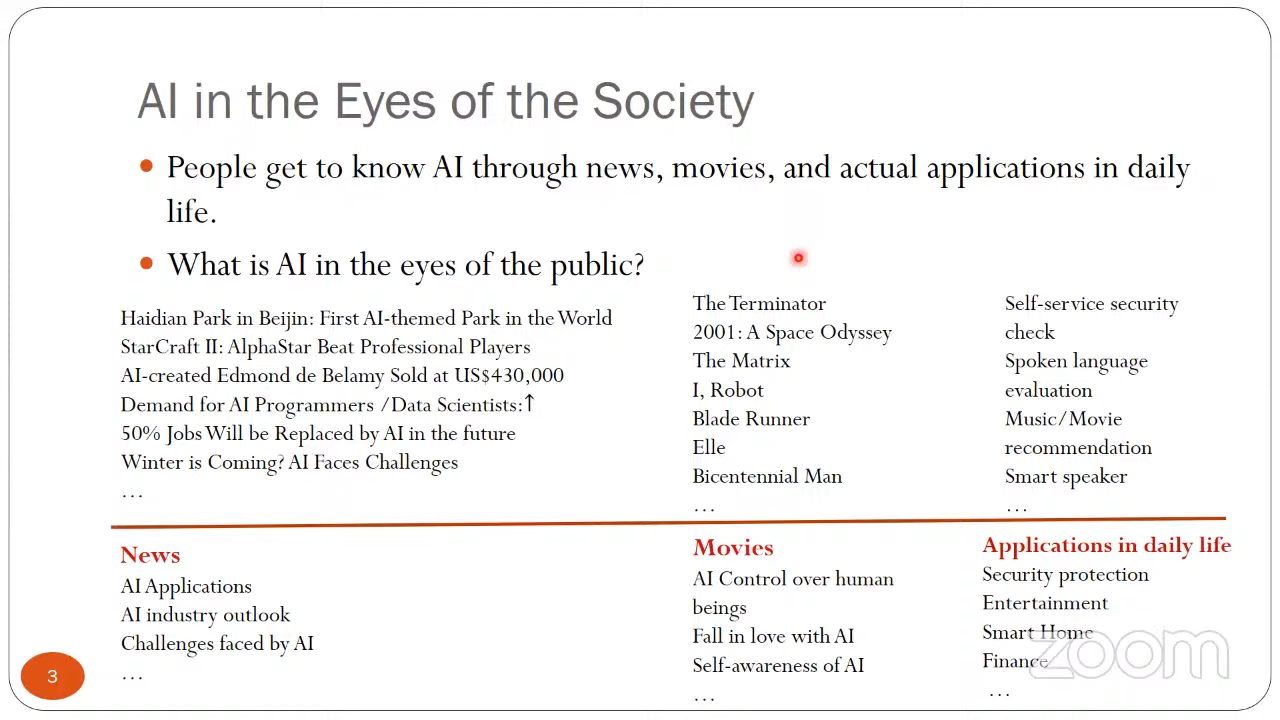 AI in the Eyes of the Society
• People get to know AI through news, movies, and actual applications in daily
life.
• What is AI in the eyes of the public?
Haidian Park in Beijin: First AI-themed Park in the World
StarCraft II: AlphaStar Beat Professional Players
AI-created Edmond de Belamy Sold at US$430,000
Demand for AI Programmers /Data Scientists:↑
50% Jobs Will be Replaced by AI in the future
Winter is Coming? AI Faces Challenges
…
The Terminator
2001: A Space Odyssey
The Matrix
I, Robot
Blade Runner
Elle
Bicentennial Man
…
Self-service security
check
Spoken language
evaluation
Music/Movie
recommendation
Smart speaker
…
News
AI Applications
AI industry outlook
Challenges faced by AI
…
Movies
AI Control over human
beings
Fall in love with AI
Self-awareness of AI
…
Applications in daily life
Security protection
Entertainment
Smart Home
Finance
…
3
zoom